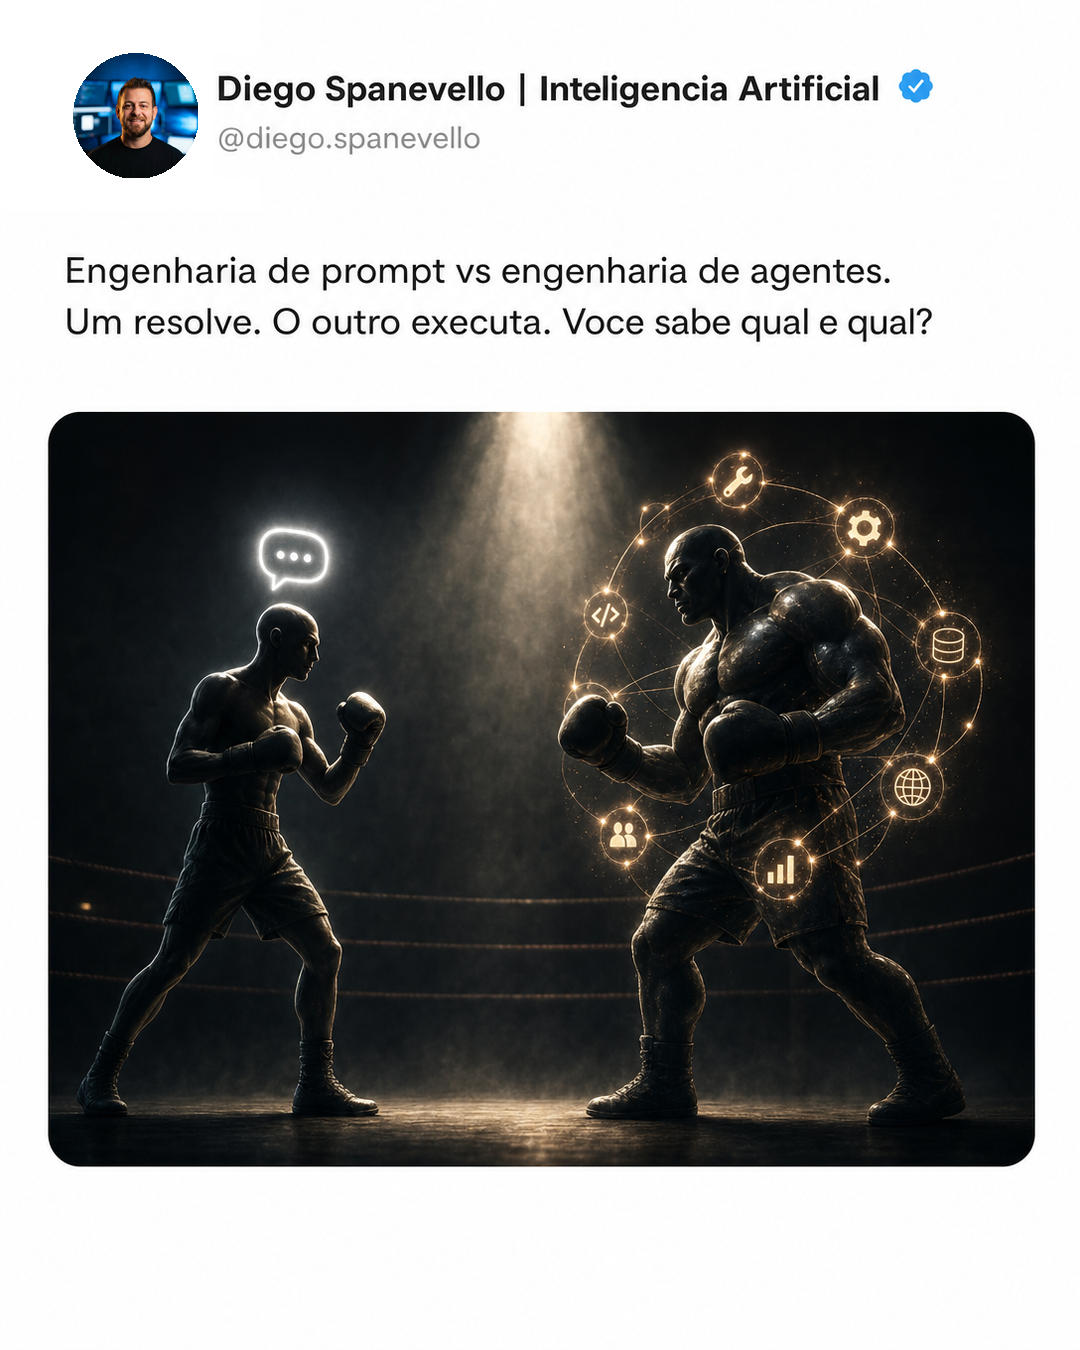 Diego Spanevello | Inteligencia Artificial
@diego.spanevello
Engenharia de prompt vs engenharia de agentes.
Um resolve. O outro executa. Voce sabe qual e qual?
</>